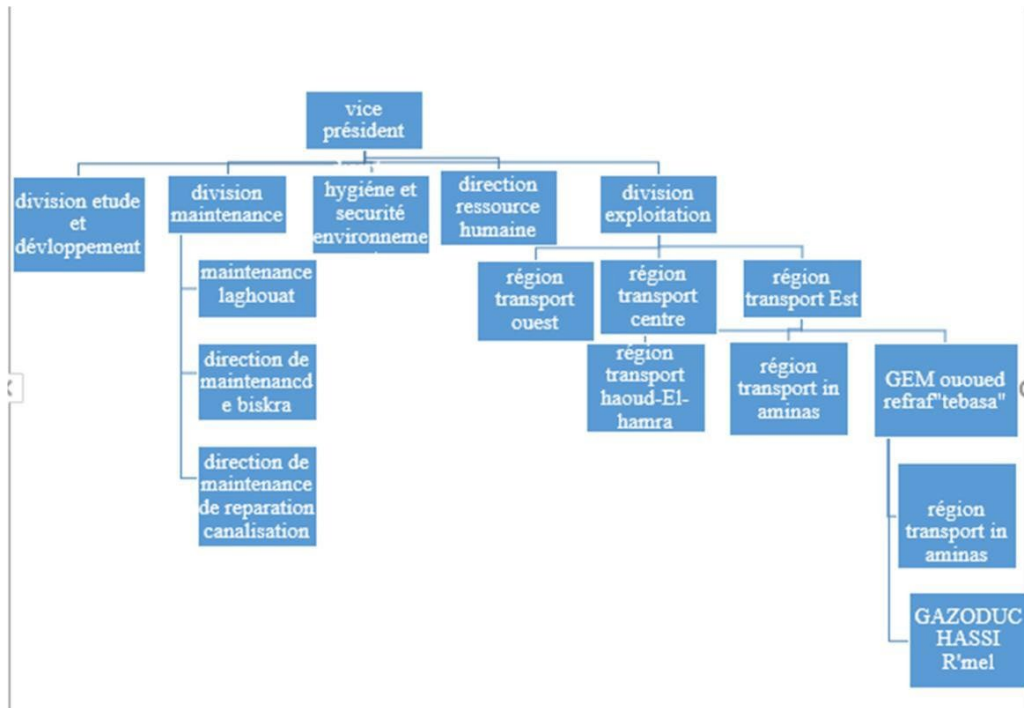 vice
président
division etude
et
dévloppement
division
maintenance
hygiéne et
securité
environneme
direction
ressource
humaine
division
exploitation
maintenance
laghouat
direction de
maintenancd
e biskra
direction de
maintenance
de reparation
canalisation
région
transport
ouest
région
transport
centre
région
transport Est
région
transport
haoud-El-
hamra
région
transport in
aminas
GEM ououed
refraf"tebasa"
région
transport in
aminas
GAZODUC
HASSI
R'mel